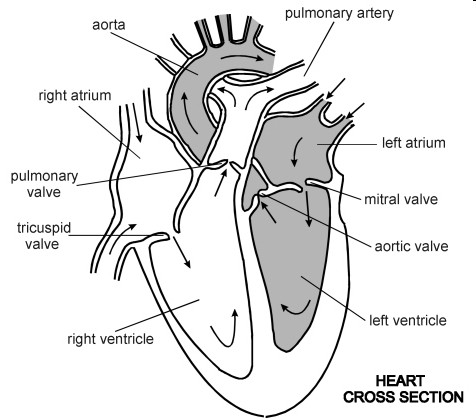 pulmonary artery
aorta
right atrium
left atrium
pulmonary
valve
mitral valve
tricuspid
valve
aortic valve
left ventricle
right ventricle
HEART
CROSS SECTION